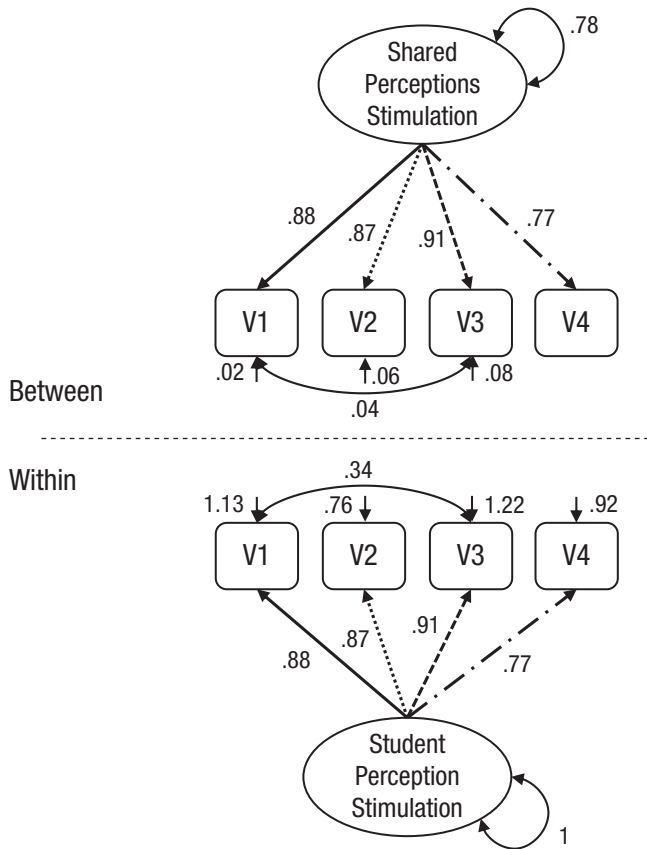 .78
Shared
Perceptions
Stimulation
.88
.87
.91
.77
V1
V2
V3
V4
.02
.06
.08
.04
Between
Within
.34
1.13
.76
1.22
.92
V1
V2
V3
V4
.88
.87
.91
.77
Student
Perception
Stimulation
1